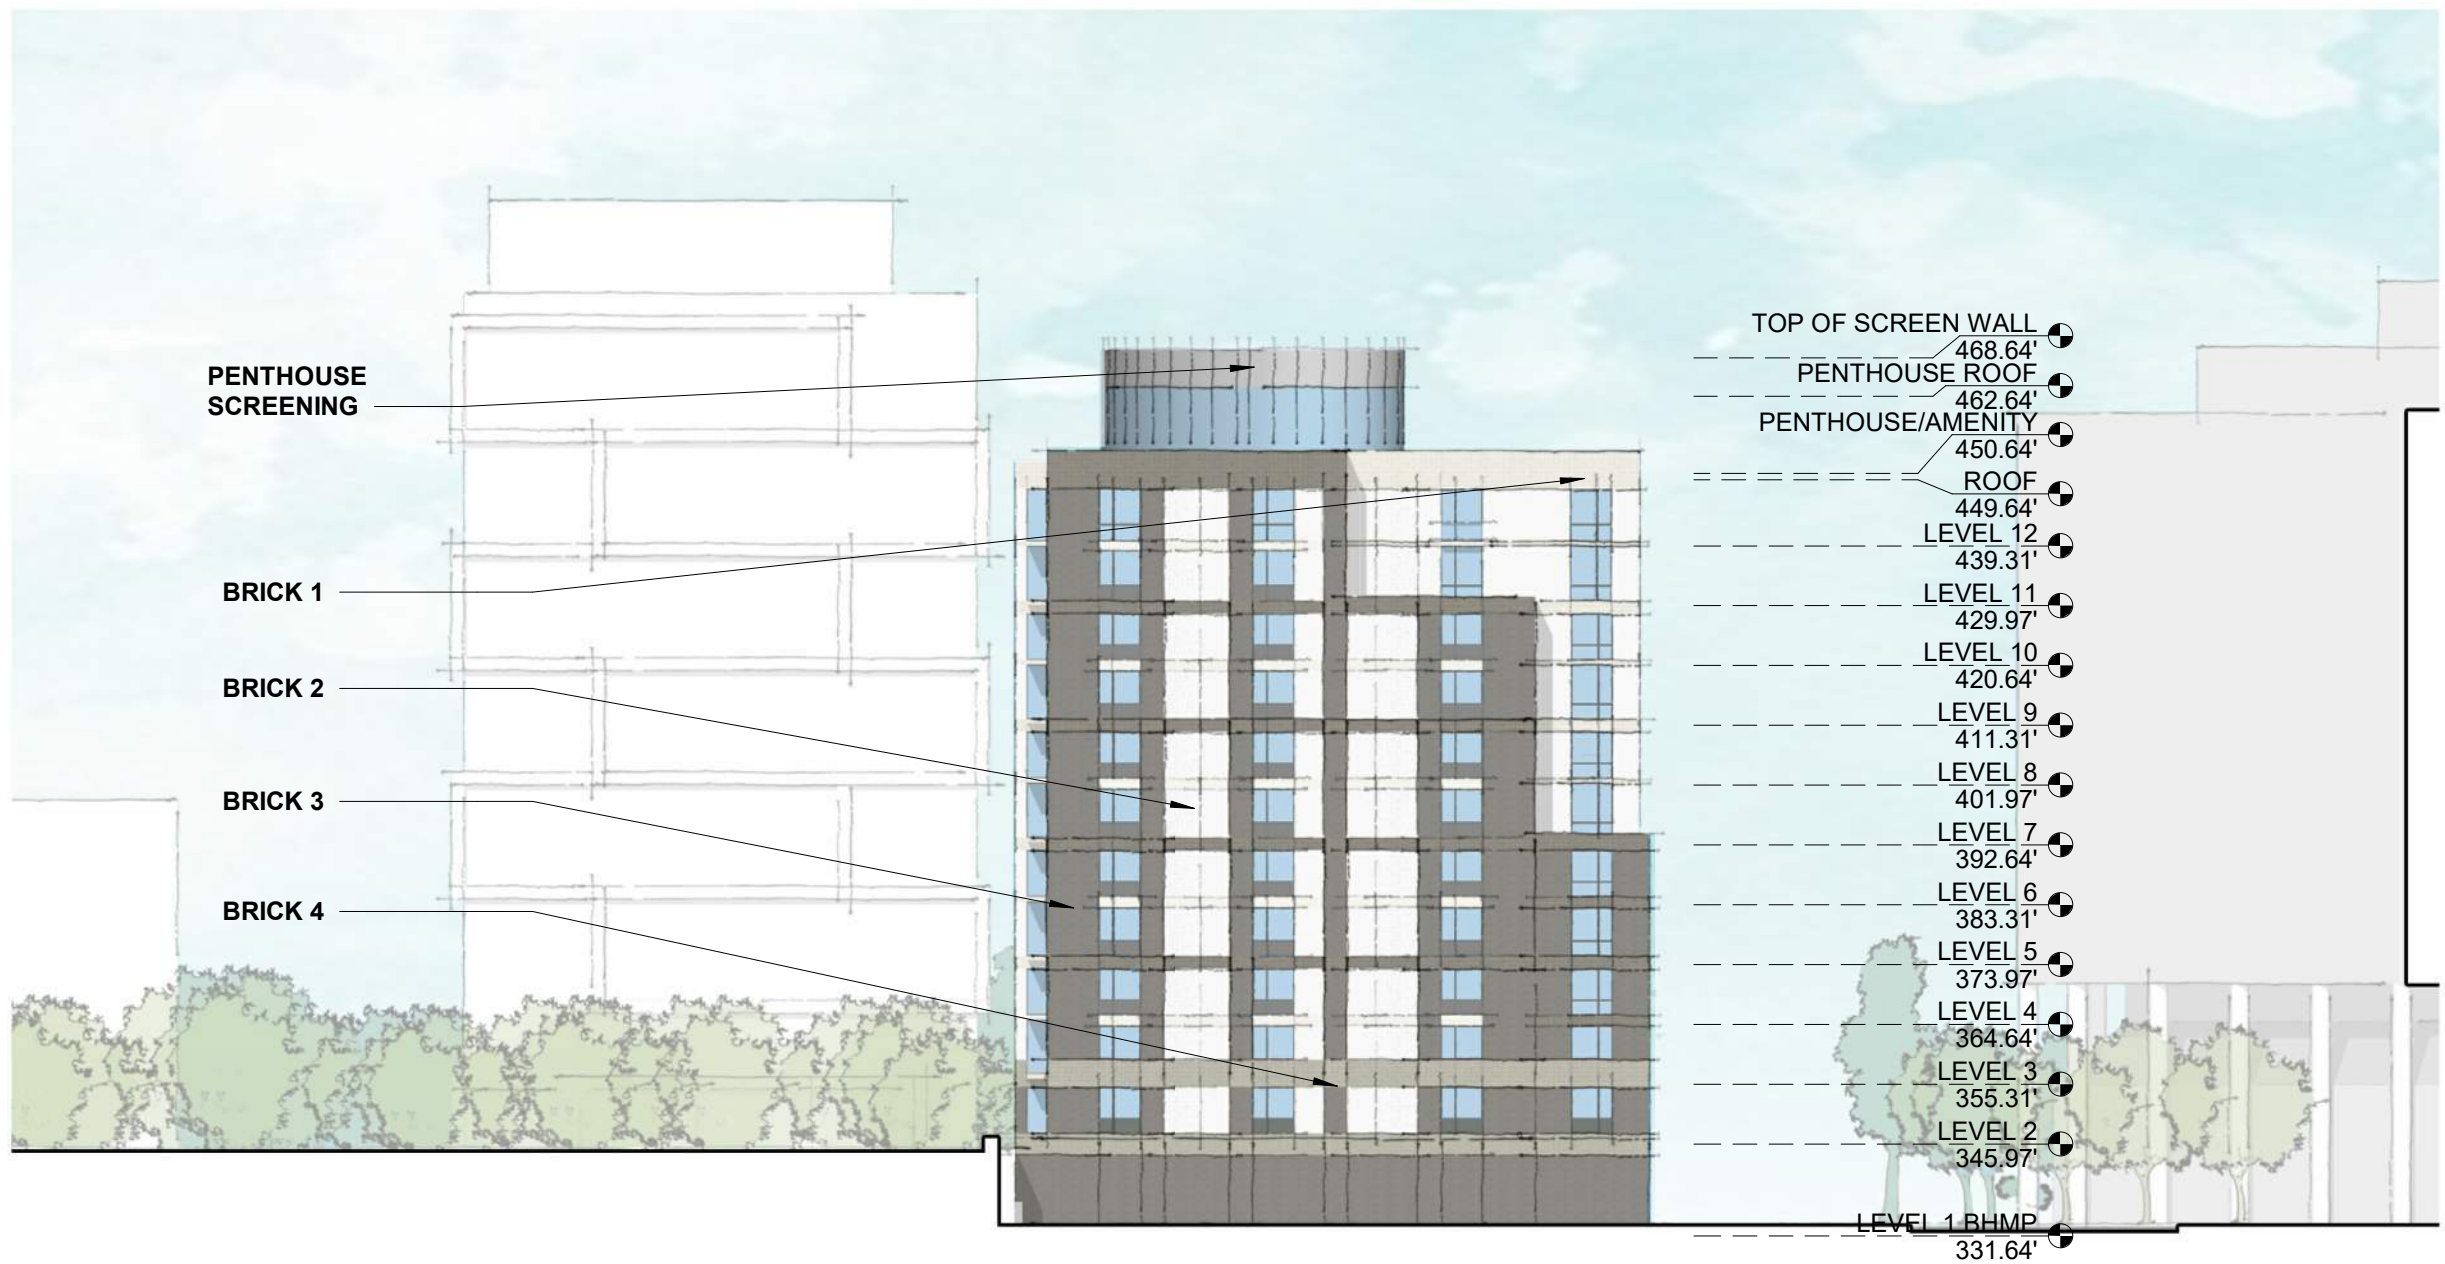 PENTHOUSE
SCREENING
BRICK 1
BRICK 2
BRICK 3
BRICK 4
TOP OF SCREEN WALL
468.64'
PENTHOUSE ROOF
462.64'
PENTHOUSE/AMENITY
450.64'
ROOF
449.64'
LEVEL 12
439.31'
LEVEL 11
429.97'
LEVEL 10
420.64'
LEVEL 9
411.31'
LEVEL 8
401.97'
LEVEL 7
392.64'
LEVEL 6
383.31'
LEVEL 5
373.97'
LEVEL 4
364.64'
LEVEL 3
355.31'
LEVEL 2
345.97'
LEVEL 1 BHMP
331.64'